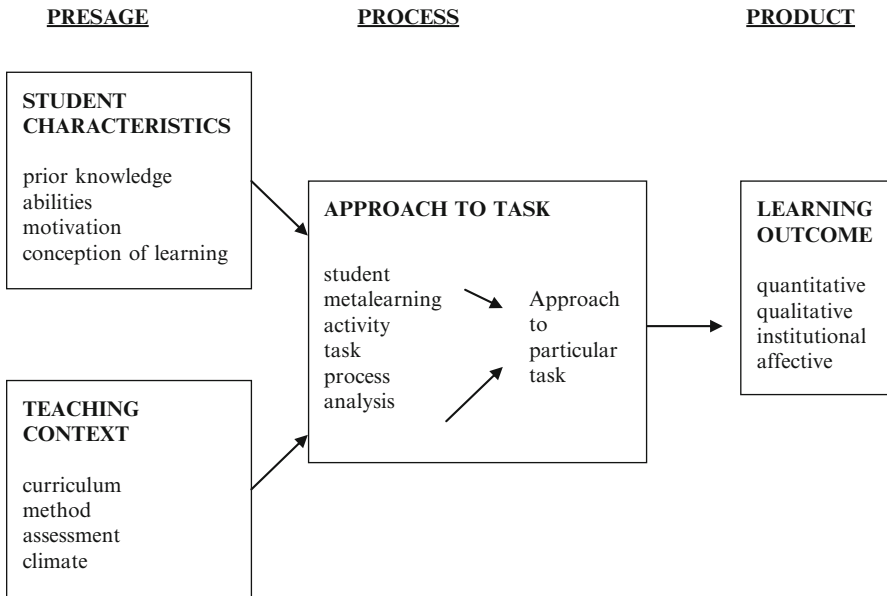 PRESAGE
PROCESS
PRODUCT
STUDENT
CHARACTERISTICS
prior knowledge
abilities
motivation
conception of learning
TEACHING
CONTEXT
curriculum
method
assessment
climate
APPROACH TO TASK
student
metalearning
activity
task
process
analysis
Approach
to
particular
task
LEARNING
OUTCOME
quantitative
qualitative
institutional
affective